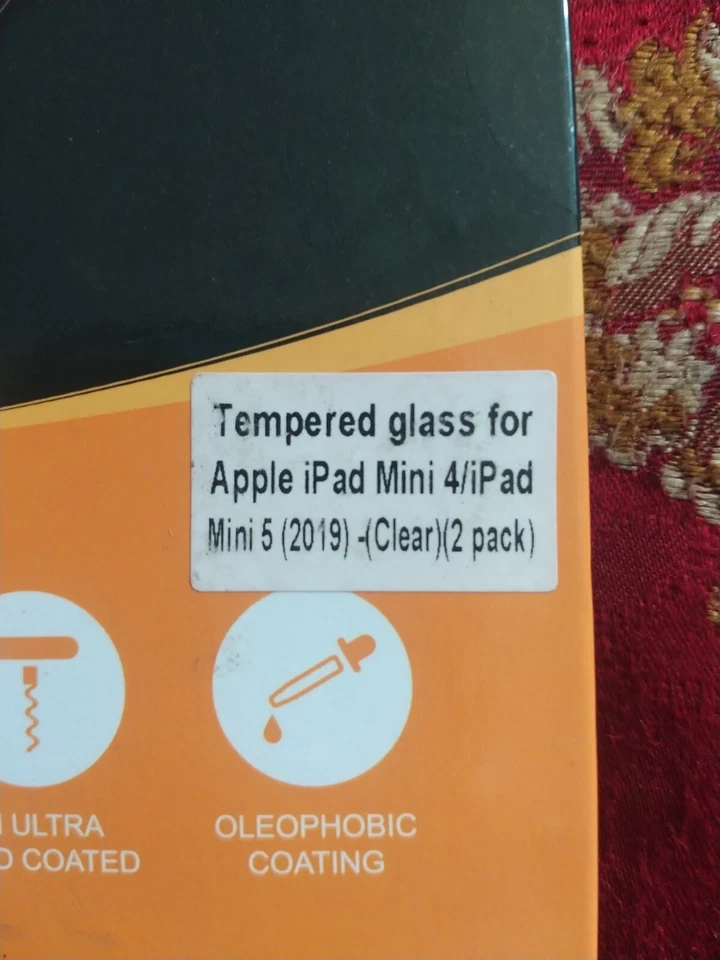 Tempered glass for
Apple iPad Mini 4/iPad
Mini 5 (2019) -(Clear)(2 pack)
ULTRA
COATED
OLEOPHOBIC
COATING